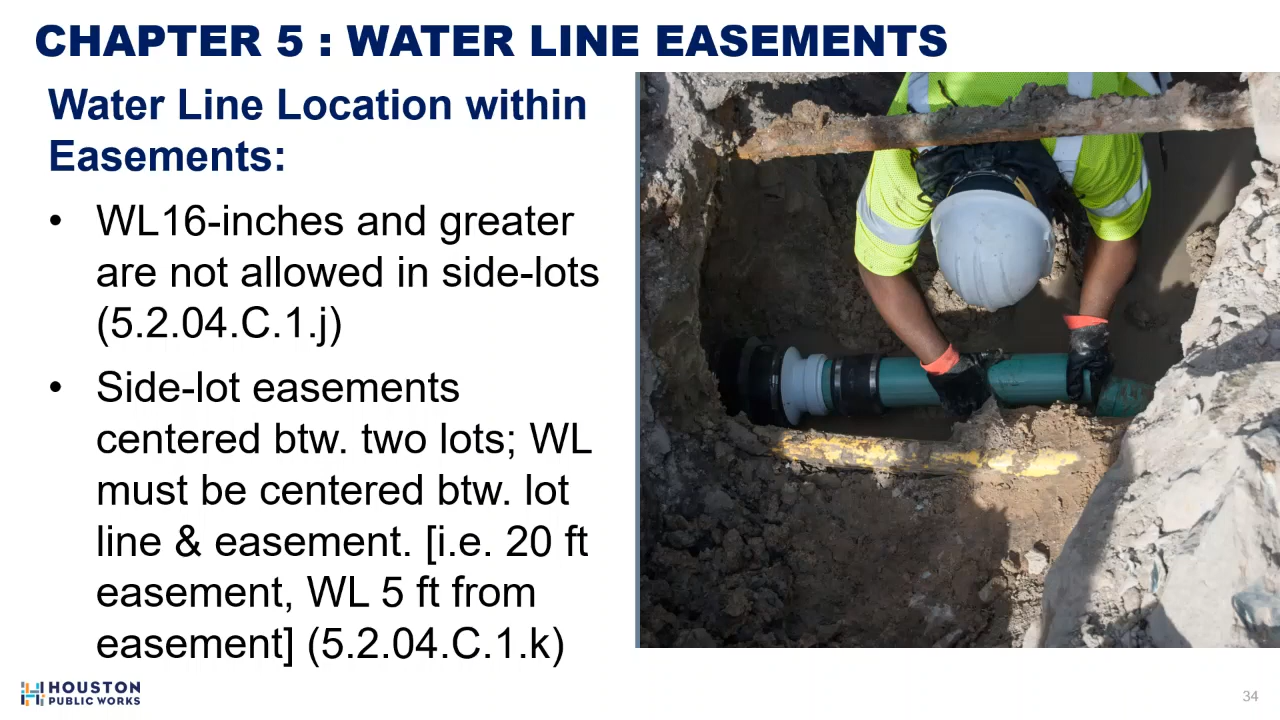 CHAPTER 5 : WATER LINE EASEMENTS
Water Line Location within
Easements:
• WL16-inches and greater
are not allowed in side-lots
(5.2.04.C.1.j)
• Side-lot easements
centered btw. two lots; WL
must be centered btw. lot
line & easement. [i.e. 20 ft
easement, WL 5 ft from
easement] (5.2.04.C.1.k)
HOUSTON
PUBLIC WORKS
34